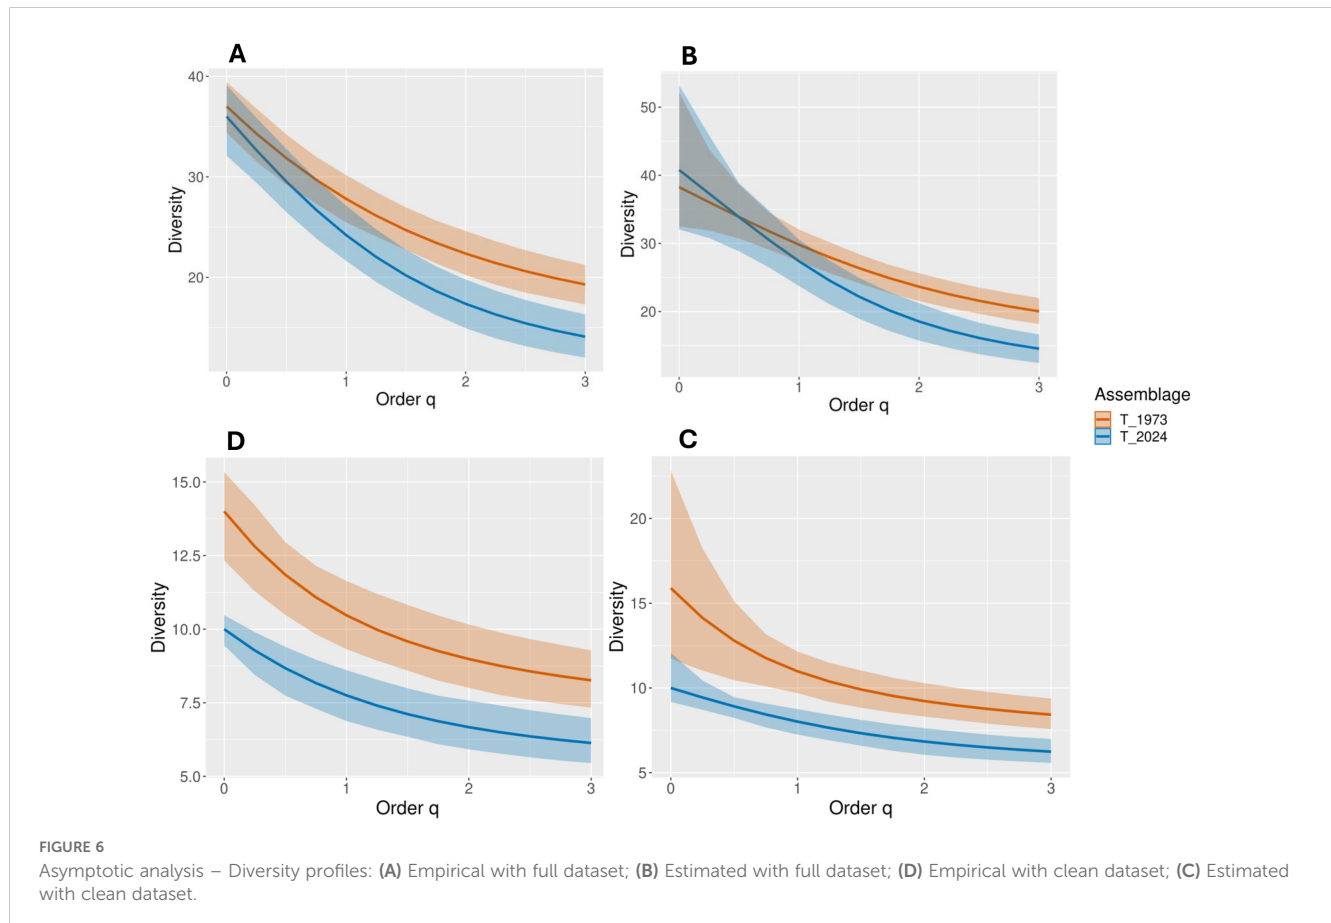 A
40
30
20
Diversity
0 1 2 3
Order q
B
50
40
30
20
Diversity
0 1 2 3
Order q
Assemblage
T_1973
T_2024
D
15.0
12.5
10.0
7.5
5.0
Diversity
0 1 2 3
Order q
C
20
15
10
5
Diversity
0 1 2 3
Order q
FIGURE 6
Asymptotic analysis – Diversity profiles: (A) Empirical with full dataset; (B) Estimated with full dataset; (D) Empirical with clean dataset; (C) Estimated
with clean dataset.